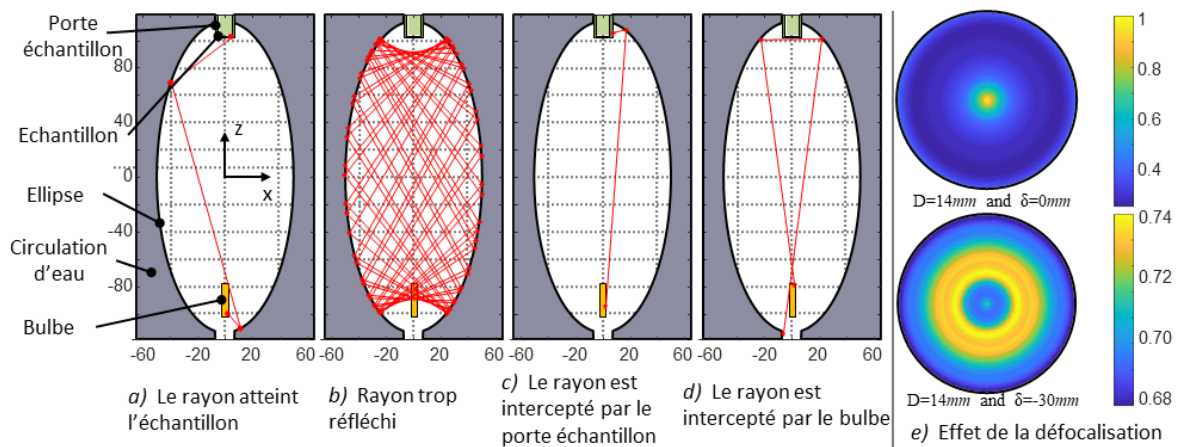 Porte
échantillon
Echantillon
Ellipse
Circulation
d'eau
Bulbe
80
40
0
-40
-80
Z
X
-60 -20 20
-60 -20 20 60
-60 -20 20 60
-60 -20 20 60
a) Le rayon atteint
l'échantillon
b) Rayon trop
réfléchi
c) Le rayon est
intercepté par le
porte échantillon
d) Le rayon est
intercepté par le bulbe
1
0.8
0.6
0.4
D=14mm and δ=0mm
0.74
0.72
0.70
0.68
D=14mm and δ=-30mm
e) Effet de la défocalisation